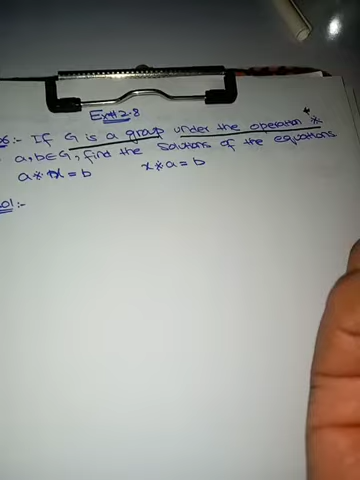 Ex# 2.8
:- If G is a group under the operation *
a, b ∈ G, find the Solutions of the equations
a * x = b x * a = b
Sol:-